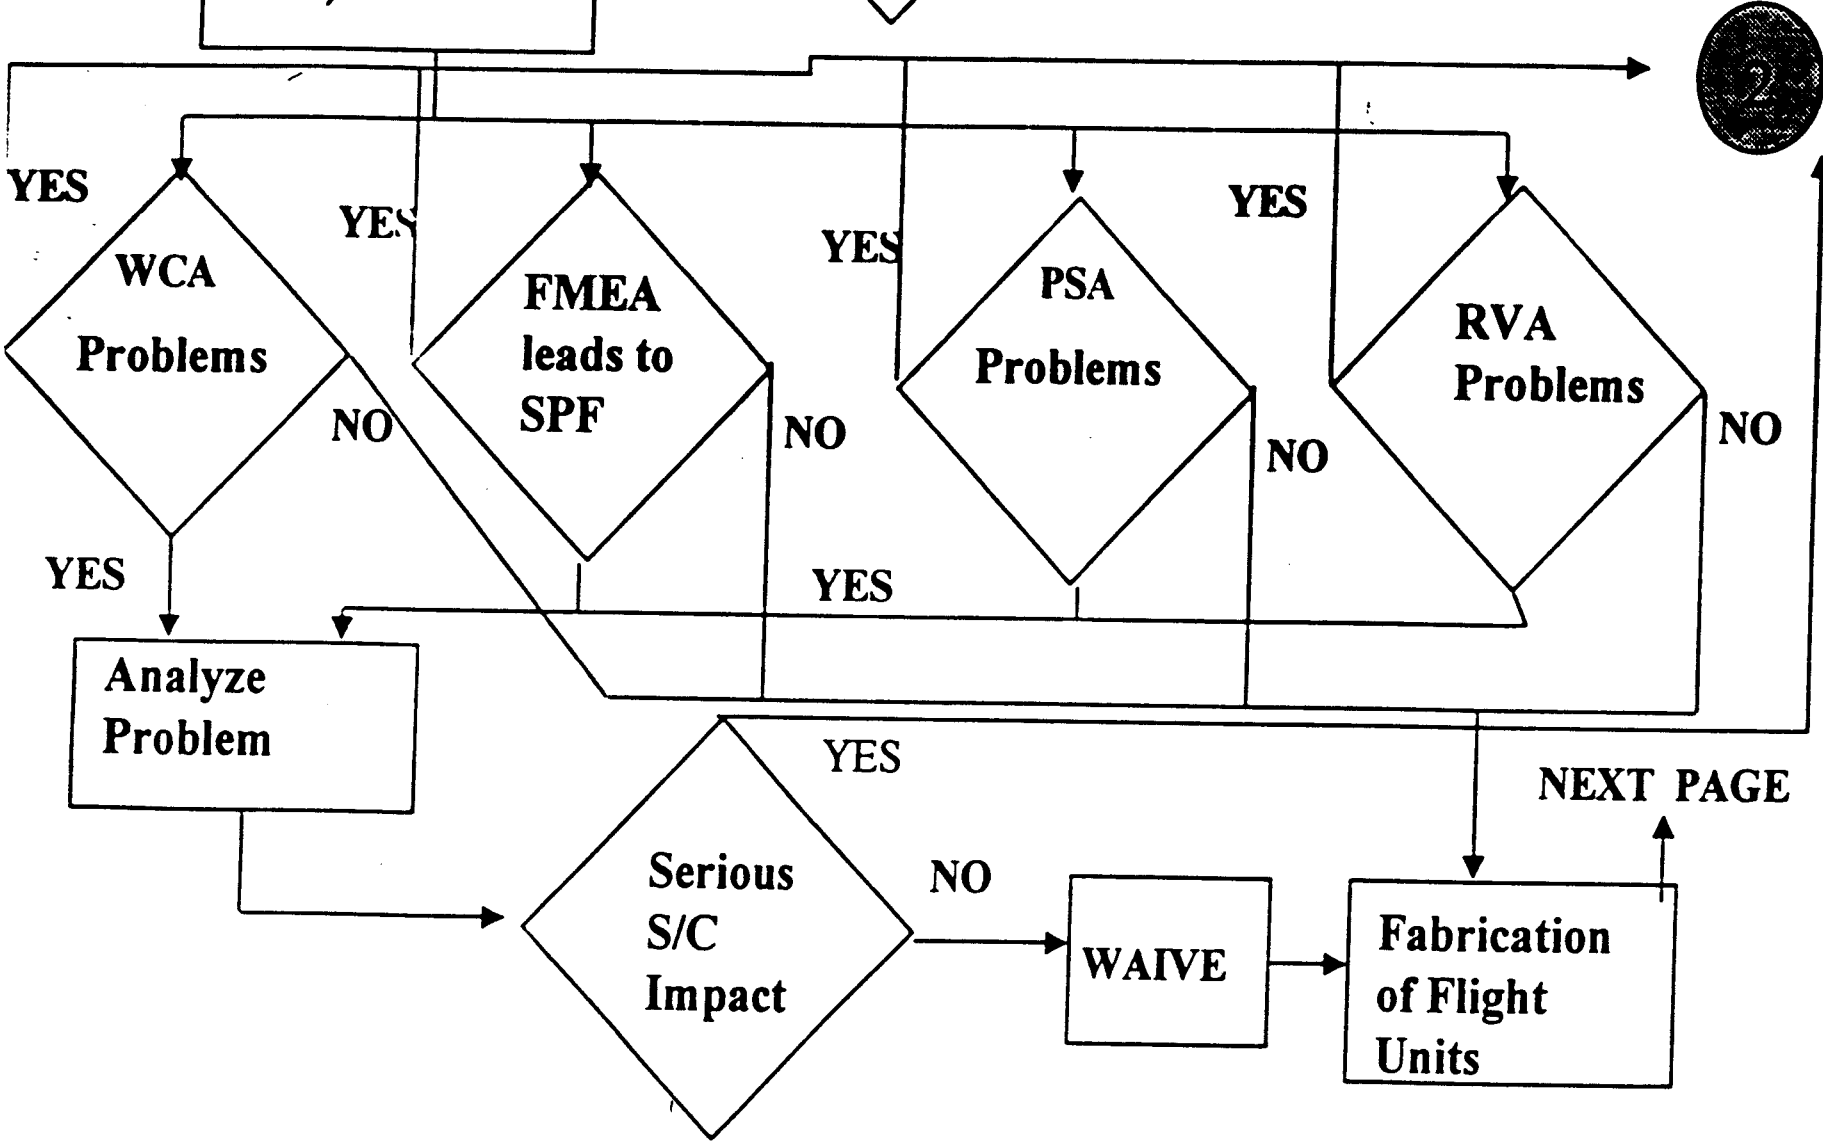 2
YES
YES
YES
YES
WCA
Problems
FMEA
leads to
SPF
PSA
Problems
RVA
Problems
NO
NO
NO
NO
YES
YES
Analyze
Problem
YES
NEXT PAGE
Serious
S/C
Impact
NO
WAIVE
Fabrication
of Flight
Units